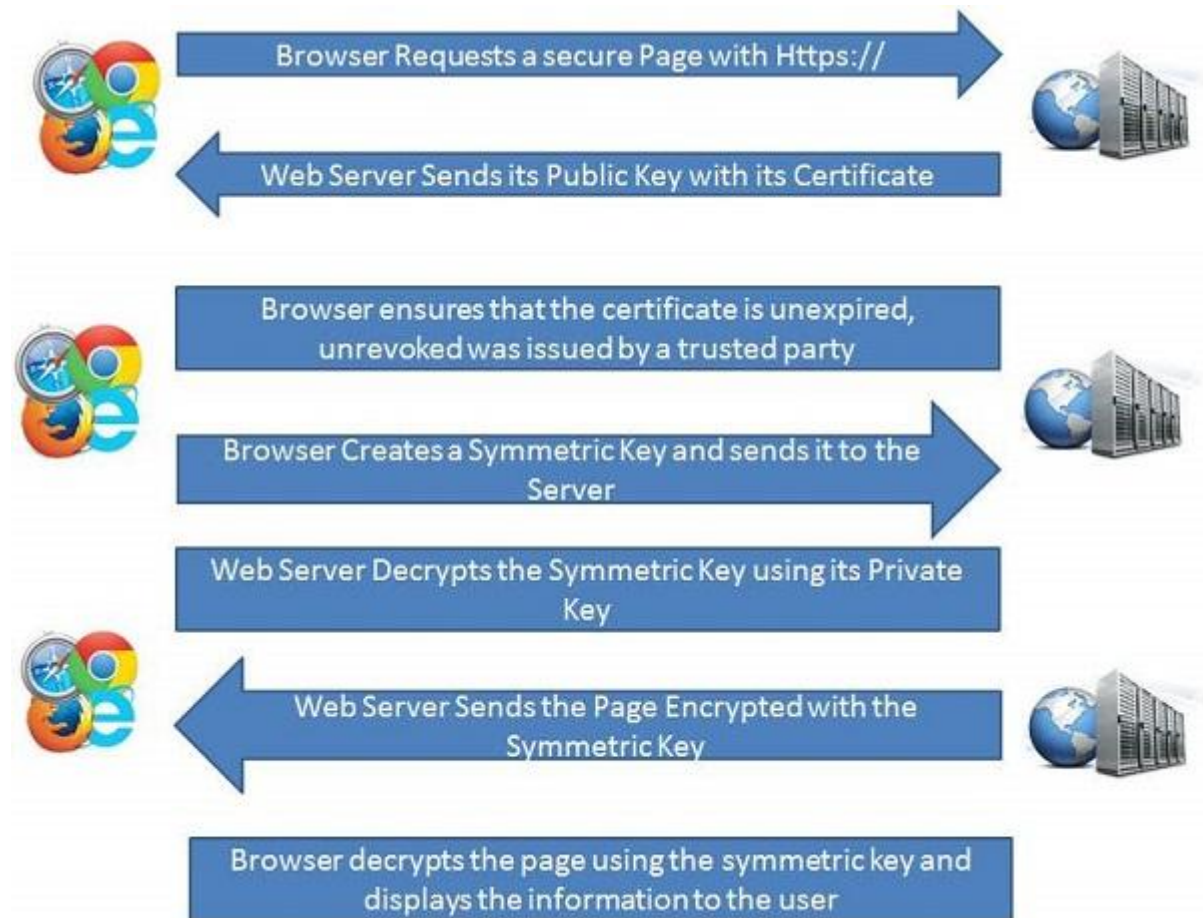 Browser Requests a secure Page with Https://
Web Server Sends its Public Key with its Certificate
Browser ensures that the certificate is unexpired,
unrevoked was issued by a trusted party
Browser Creates a Symmetric Key and sends it to the
Server
Web Server Decrypts the Symmetric Key using its Private
Key
Web Server Sends the Page Encrypted with the
Symmetric Key
Browser decrypts the page using the symmetric key and
displays the information to the user